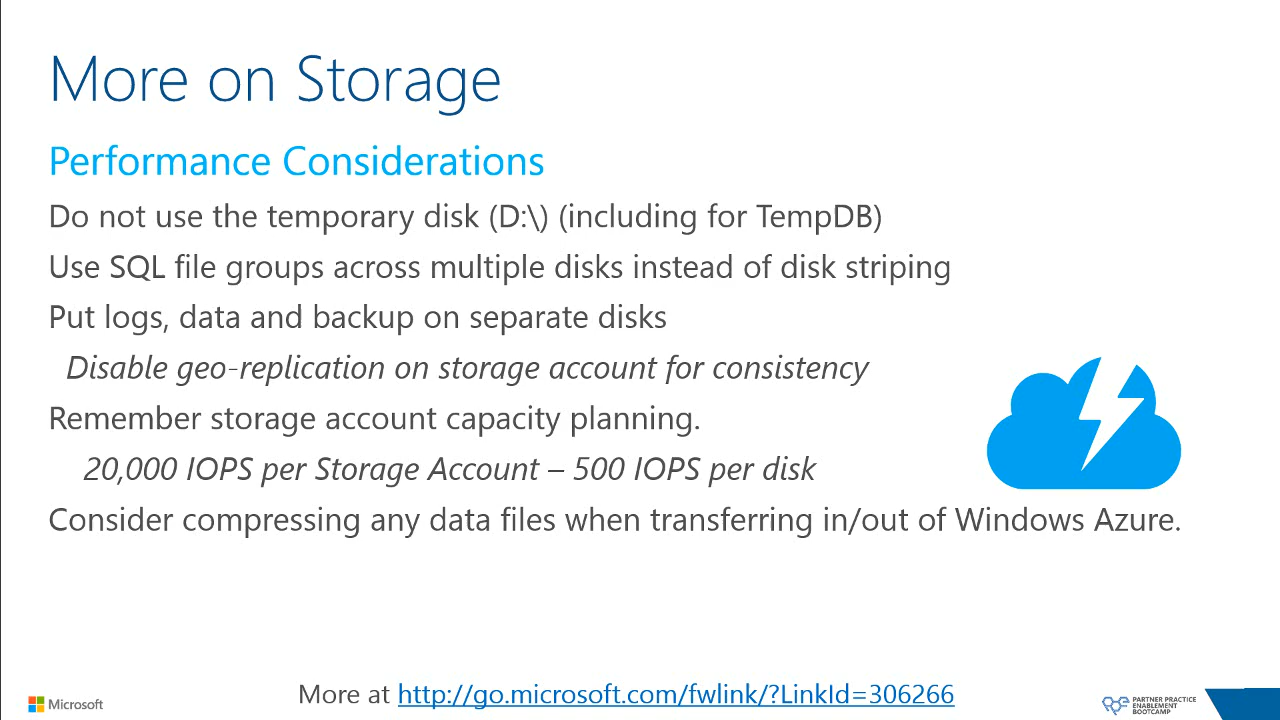 More on Storage
Performance Considerations
Do not use the temporary disk (D:\) (including for TempDB)
Use SQL file groups across multiple disks instead of disk striping
Put logs, data and backup on separate disks
Disable geo-replication on storage account for consistency
Remember storage account capacity planning.
20,000 IOPS per Storage Account – 500 IOPS per disk
Consider compressing any data files when transferring in/out of Windows Azure.
More at http://go.microsoft.com/fwlink/?LinkId=306266
Microsoft
PARTNER PRACTICE
ENABLEMENT
BOOTCAMP